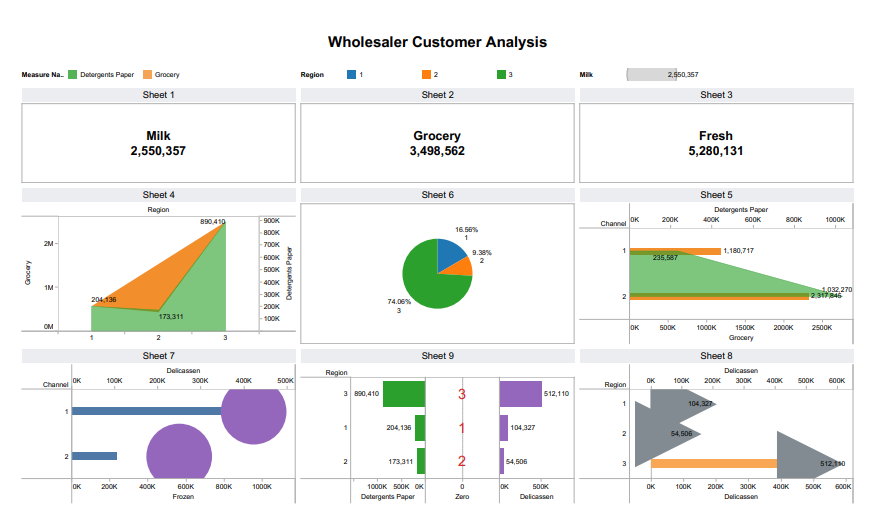 Wholesaler Customer Analysis
Measure Na.. Detergents Paper Grocery
Region 1 2 3
Milk 2,550,357
Sheet 1
Milk
2,550,357
Sheet 2
Grocery
3,498,562
Sheet 3
Fresh
5,280,131
Sheet 4
Region
890,410
204,136
173,311
2M
1M
0M
Grocery
900K
800K
700K
600K
500K
400K
300K
200K
100K
Detergents Paper
1 2 3
Sheet 6
16.56%
1
9.38%
2
74.06%
3
Sheet 5
Detergents Paper
Channel 0K 200K 400K 600K 800K 1000K
1 1,180,717
235,587
1,032,270
2 2,317,845
0K 500K 1000K 1500K 2000K 2500K
Grocery
Sheet 7
Delicassen
Channel 0K 100K 200K 300K 400K 500K
1
2
0K 200K 400K 600K 800K 1000K
Frozen
Sheet 9
Region
3 890,410 3 512,110
1 204,136 1 104,327
2 173,311 2 54,506
1000K 500K 0K 0 0K 500K
Detergents Paper Zero Delicassen
Sheet 8
Delicassen
Region 0K 100K 200K 300K 400K 500K 600K
1 104,327
2 54,506
3 512,110
0K 100K 200K 300K 400K 500K 600K
Delicassen